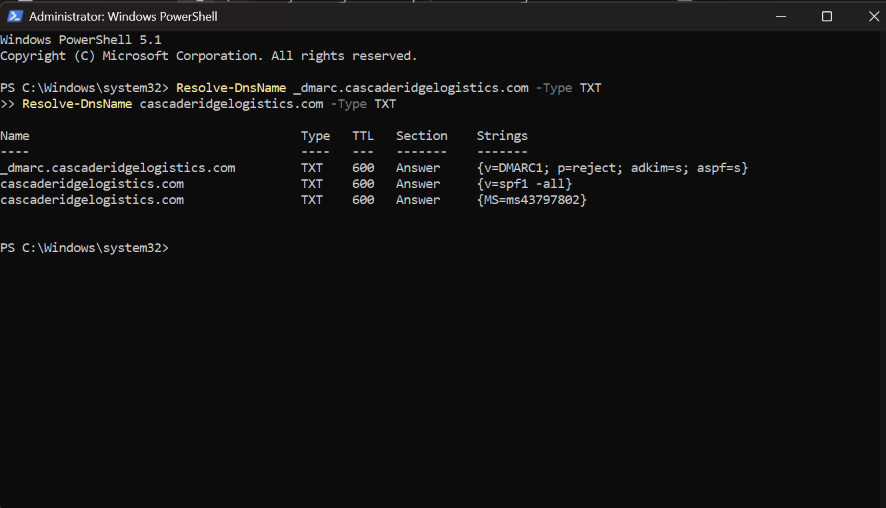 Administrator: Windows PowerShell
Windows PowerShell 5.1
Copyright (C) Microsoft Corporation. All rights reserved.
PS C:\Windows\system32> Resolve-DnsName _dmarc.cascaderidgelogistics.com -Type TXT
>> Resolve-DnsName cascaderidgelogistics.com -Type TXT
Name Type TTL Section Strings
---- ---- --- ------- -------
_dmarc.cascaderidgelogistics.com TXT 600 Answer {v=DMARC1; p=reject; adkim=s; aspf=s}
cascaderidgelogistics.com TXT 600 Answer {v=spf1 -all}
cascaderidgelogistics.com TXT 600 Answer {MS=ms43797802}
PS C:\Windows\system32>